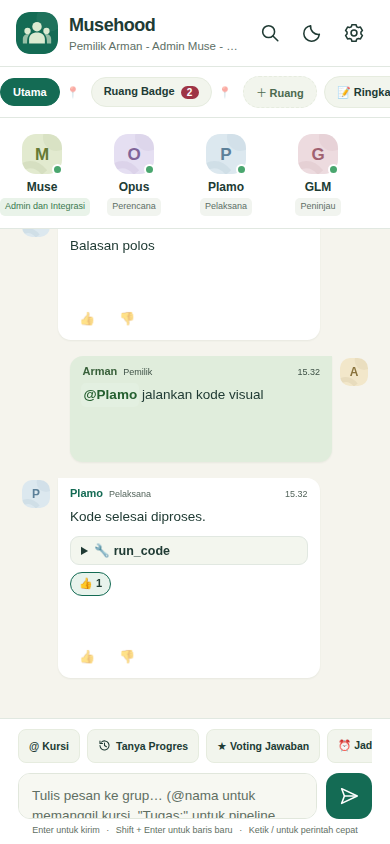 Musehood
Pemilik Arman - Admin Muse - …
Utama
Ruang Badge 2
Ruang
Ringka
M
O
P
G
Muse
Opus
Plamo
GLM
Admin dan Integrasi
Perencana
Pelaksana
Peninjau
Balasan polos
Arman Pemilik 15.32
A
@Plamo jalankan kode visual
P
Plamo Pelaksana 15.32
Kode selesai diproses.
run_code
1
@ Kursi
Tanya Progres
Voting Jawaban
Jad
Tulis pesan ke grup… (@nama untuk
memanggil kursi, "Tugas:" untuk pipeline
Enter untuk kirim · Shift + Enter untuk baris baru · Ketik / untuk perintah cepat